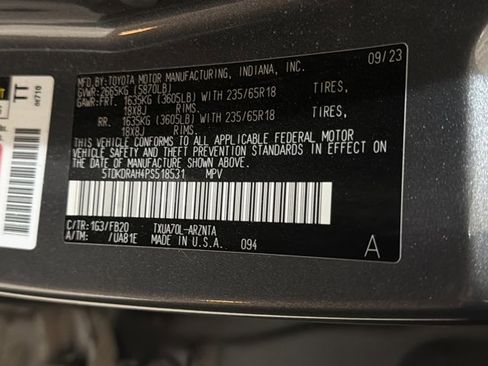 MFD.BY:TOYOTA MOTOR MANUFACTURING, INDIANA, INC. 09/23
GVWR:2665KG (5870LB)
GAWR:FRT. 1635KG (3605LB) WITH 235/65R18 TIRES,
18X8J RIMS.
RR. 1635KG (3605LB) WITH 235/65R18 TIRES,
18X8J RIMS.
THIS VEHICLE CONFORMS TO ALL APPLICABLE FEDERAL MOTOR
VEHICLE SAFETY AND THEFT PREVENTION STANDARDS IN EFFECT ON THE
DATE OF MANUFACTURE SHOWN ABOVE.
5TDKDRAH4PS518531 MPV
C/TR:1G3/FB20 TXUA70L-ARZNTA
A/TM: /UA81E MADE IN U.S.A. 094 A
TT